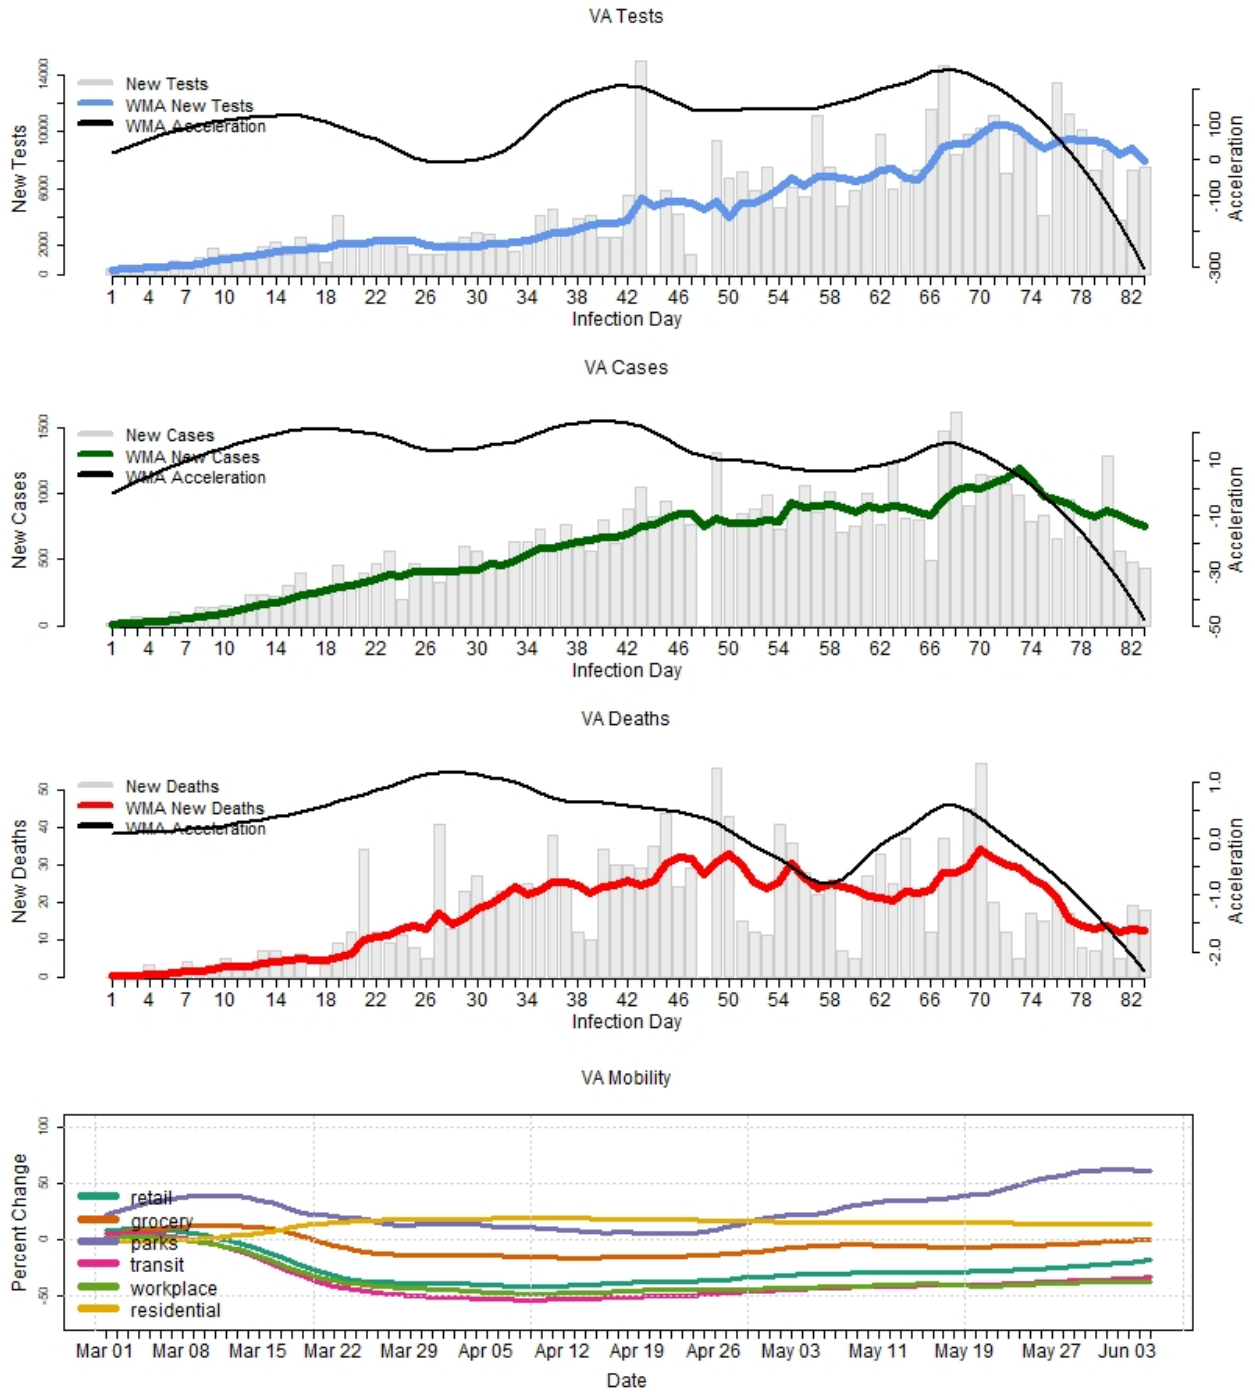 VA Tests
New Tests
WMA New Tests
WMA Acceleration
New Tests
0 2000 6000 10000 14000
-300 -100 0 100
Acceleration
1 4 7 10 14 18 22 26 30 34 38 42 46 50 54 58 62 66 70 74 78 82
Infection Day
VA Cases
New Cases
WMA New Cases
WMA Acceleration
New Cases
0 500 1000 1500
-50 -30 -10 10
Acceleration
1 4 7 10 14 18 22 26 30 34 38 42 46 50 54 58 62 66 70 74 78 82
Infection Day
VA Deaths
New Deaths
WMA New Deaths
WMA Acceleration
New Deaths
0 10 20 30 40 50
-2.0 -1.0 0.0 1.0
Acceleration
1 4 7 10 14 18 22 26 30 34 38 42 46 50 54 58 62 66 70 74 78 82
Infection Day
VA Mobility
Percent Change
-50 0 50 100
retail
grocery
parks
transit
workplace
residential
Mar 01 Mar 08 Mar 15 Mar 22 Mar 29 Apr 05 Apr 12 Apr 19 Apr 26 May 03 May 11 May 19 May 27 Jun 03
Date